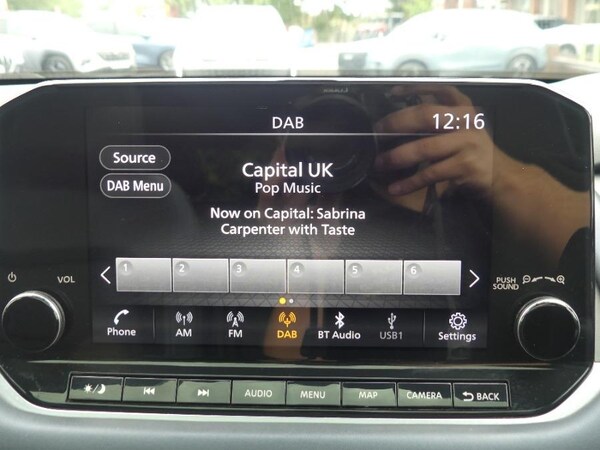 DAB
12:16
Source
Capital UK
DAB Menu
Pop Music
Now on Capital: Sabrina
Carpenter with Taste
1 2 3 4 5 6
VOL
PUSH
SOUND
Phone AM FM DAB BT Audio USB1 Settings
AUDIO MENU MAP CAMERA BACK